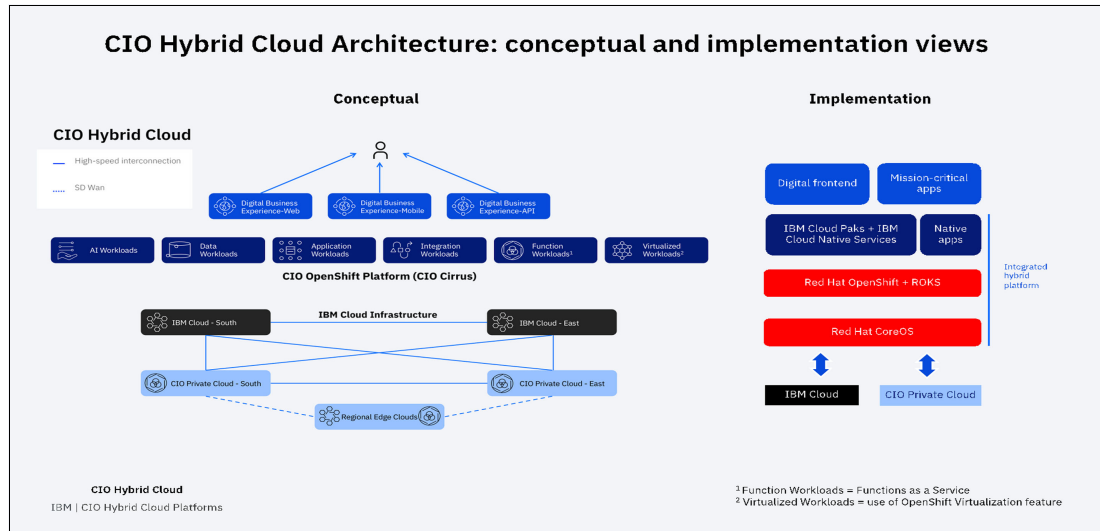 CIO Hybrid Cloud Architecture: conceptual and implementation views
Conceptual
CIO Hybrid Cloud
High-speed interconnection
SD Wan
Digital Business
Experience-Web
Digital Business
Experience-Mobile
Digital Business
Experience-API
AI Workloads
Data
Workloads
Application
Workloads
Integration
Workloads
Function
Workloads¹
Virtualized
Workloads²
CIO OpenShift Platform (CIO Cirrus)
IBM Cloud - South
IBM Cloud Infrastructure
IBM Cloud - East
CIO Private Cloud - South
CIO Private Cloud - East
Regional Edge Clouds
CIO Hybrid Cloud
IBM | CIO Hybrid Cloud Platforms
Implementation
Digital frontend
Mission-critical
apps
IBM Cloud Paks + IBM
Cloud Native Services
Native
apps
Integrated
hybrid
platform
Red Hat OpenShift + ROKS
Red Hat CoreOS
IBM Cloud
CIO Private Cloud
¹ Function Workloads = Functions as a Service
² Virtualized Workloads = use of OpenShift Virtualization feature